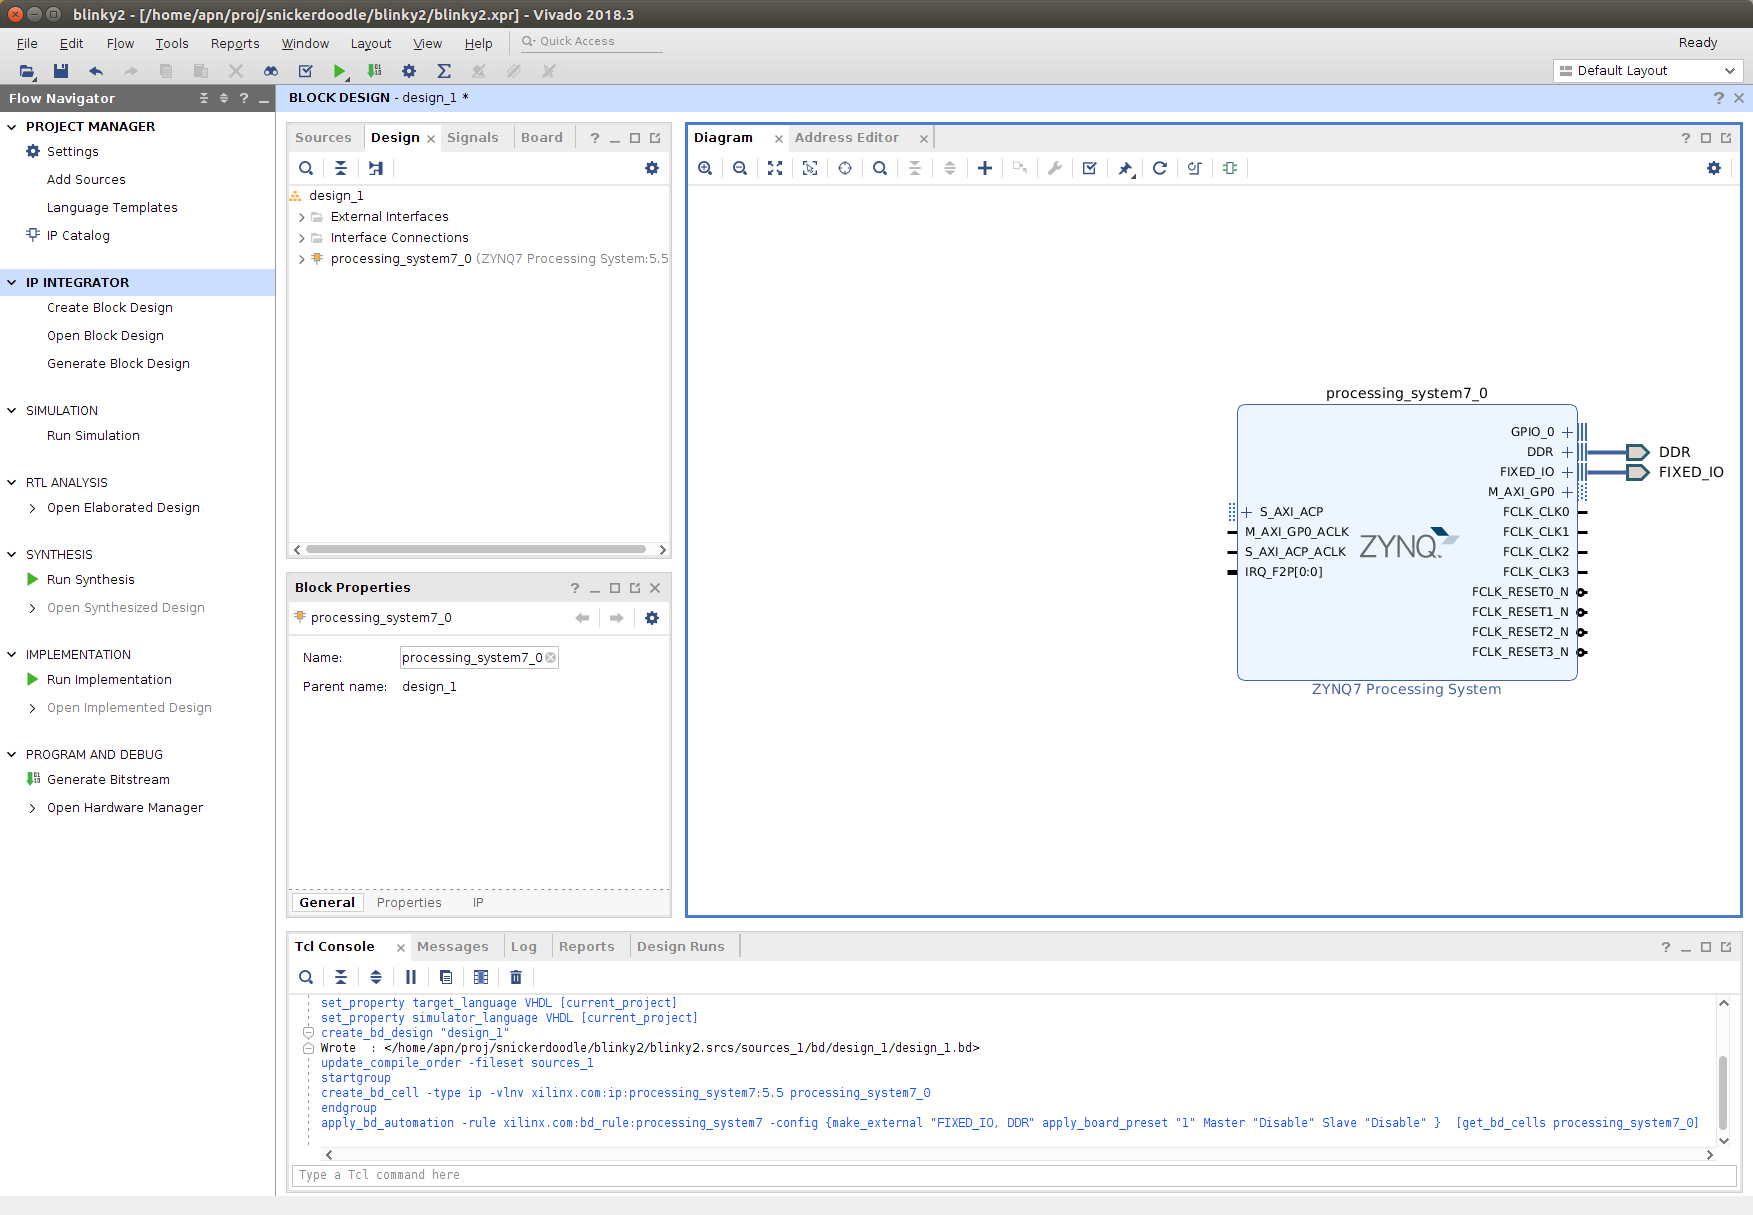 blinky2 - [/home/apn/proj/snickerdoodle/blinky2/blinky2.xpr] - Vivado 2018.3
File Edit Flow Tools Reports Window Layout View Help Quick Access Ready
Default Layout
Flow Navigator
PROJECT MANAGER
Settings
Add Sources
Language Templates
IP Catalog
IP INTEGRATOR
Create Block Design
Open Block Design
Generate Block Design
SIMULATION
Run Simulation
RTL ANALYSIS
Open Elaborated Design
SYNTHESIS
Run Synthesis
Open Synthesized Design
IMPLEMENTATION
Run Implementation
Open Implemented Design
PROGRAM AND DEBUG
Generate Bitstream
Open Hardware Manager
BLOCK DESIGN - design_1 *
Sources Design Signals Board
design_1
External Interfaces
Interface Connections
processing_system7_0 (ZYNQ7 Processing System:5.5
Block Properties
processing_system7_0
Name: processing_system7_0
Parent name: design_1
General Properties IP
Diagram Address Editor
processing_system7_0
GPIO_0
DDR
FIXED_IO
M_AXI_GP0
FCLK_CLK0
FCLK_CLK1
FCLK_CLK2
FCLK_CLK3
FCLK_RESET0_N
FCLK_RESET1_N
FCLK_RESET2_N
FCLK_RESET3_N
S_AXI_ACP
M_AXI_GP0_ACLK
S_AXI_ACP_ACLK
IRQ_F2P[0:0]
ZYNQ
DDR
FIXED_IO
ZYNQ7 Processing System
Tcl Console Messages Log Reports Design Runs
set_property target_language VHDL [current_project]
set_property simulator_language VHDL [current_project]
create_bd_design "design_1"
Wrote  : </home/apn/proj/snickerdoodle/blinky2/blinky2.srcs/sources_1/bd/design_1/design_1.bd>
update_compile_order -fileset sources_1
startgroup
create_bd_cell -type ip -vlnv xilinx.com:ip:processing_system7:5.5 processing_system7_0
endgroup
apply_bd_automation -rule xilinx.com:bd_rule:processing_system7 -config {make_external "FIXED_IO, DDR" apply_board_preset "1" Master "Disable" Slave "Disable" }  [get_bd_cells processing_system7_0]
Type a Tcl command here